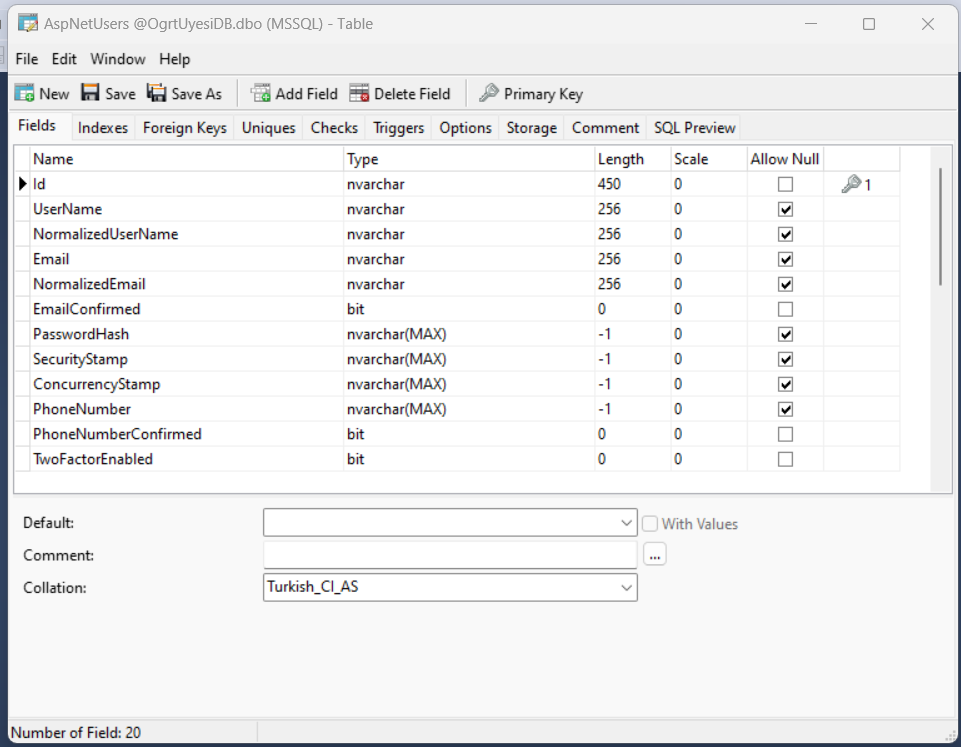 AspNetUsers @OgrtUyesiDB.dbo (MSSQL) - Table
File Edit Window Help
New Save Save As Add Field Delete Field Primary Key
Fields Indexes Foreign Keys Uniques Checks Triggers Options Storage Comment SQL Preview
Name Type Length Scale Allow Null
Id nvarchar 450 0 1
UserName nvarchar 256 0
NormalizedUserName nvarchar 256 0
Email nvarchar 256 0
NormalizedEmail nvarchar 256 0
EmailConfirmed bit 0 0
PasswordHash nvarchar(MAX) -1 0
SecurityStamp nvarchar(MAX) -1 0
ConcurrencyStamp nvarchar(MAX) -1 0
PhoneNumber nvarchar(MAX) -1 0
PhoneNumberConfirmed bit 0 0
TwoFactorEnabled bit 0 0
Default: With Values
Comment: ...
Collation: Turkish_CI_AS
Number of Field: 20